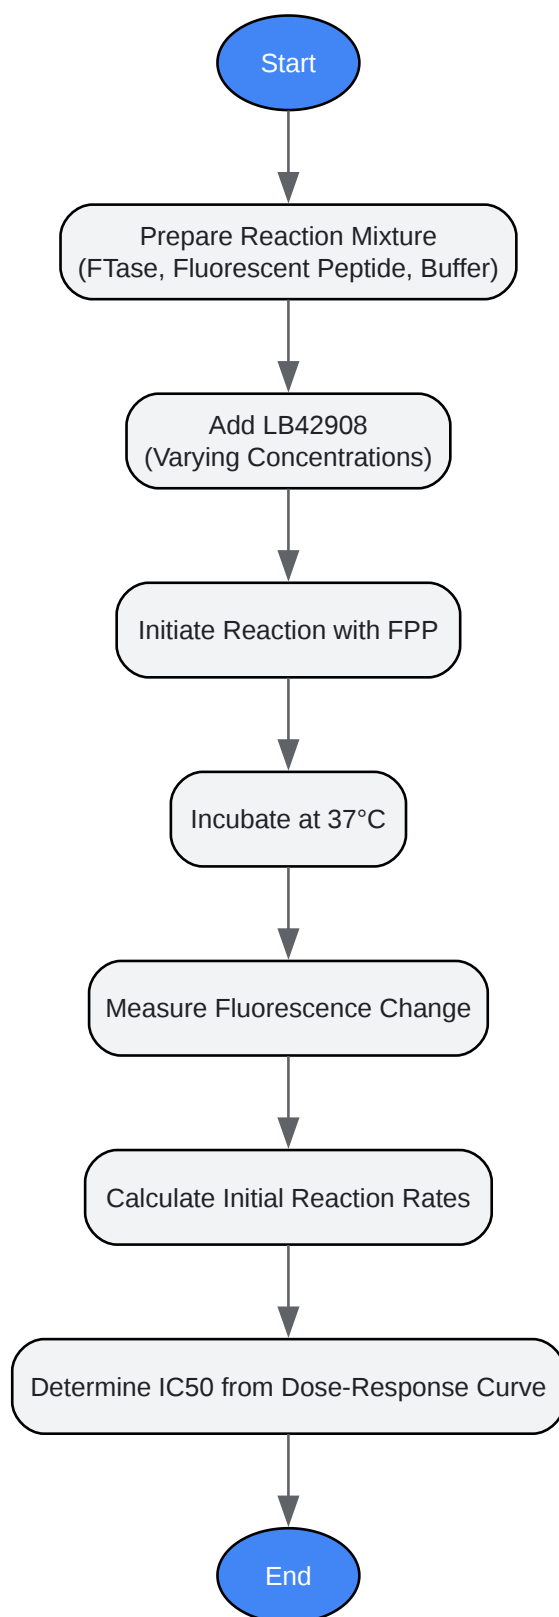 Start
Prepare Reaction Mixture
(FTase, Fluorescent Peptide, Buffer)
Add LB42908
(Varying Concentrations)
Initiate Reaction with FPP
Incubate at 37°C
Measure Fluorescence Change
Calculate Initial Reaction Rates
Determine IC50 from Dose-Response Curve
End